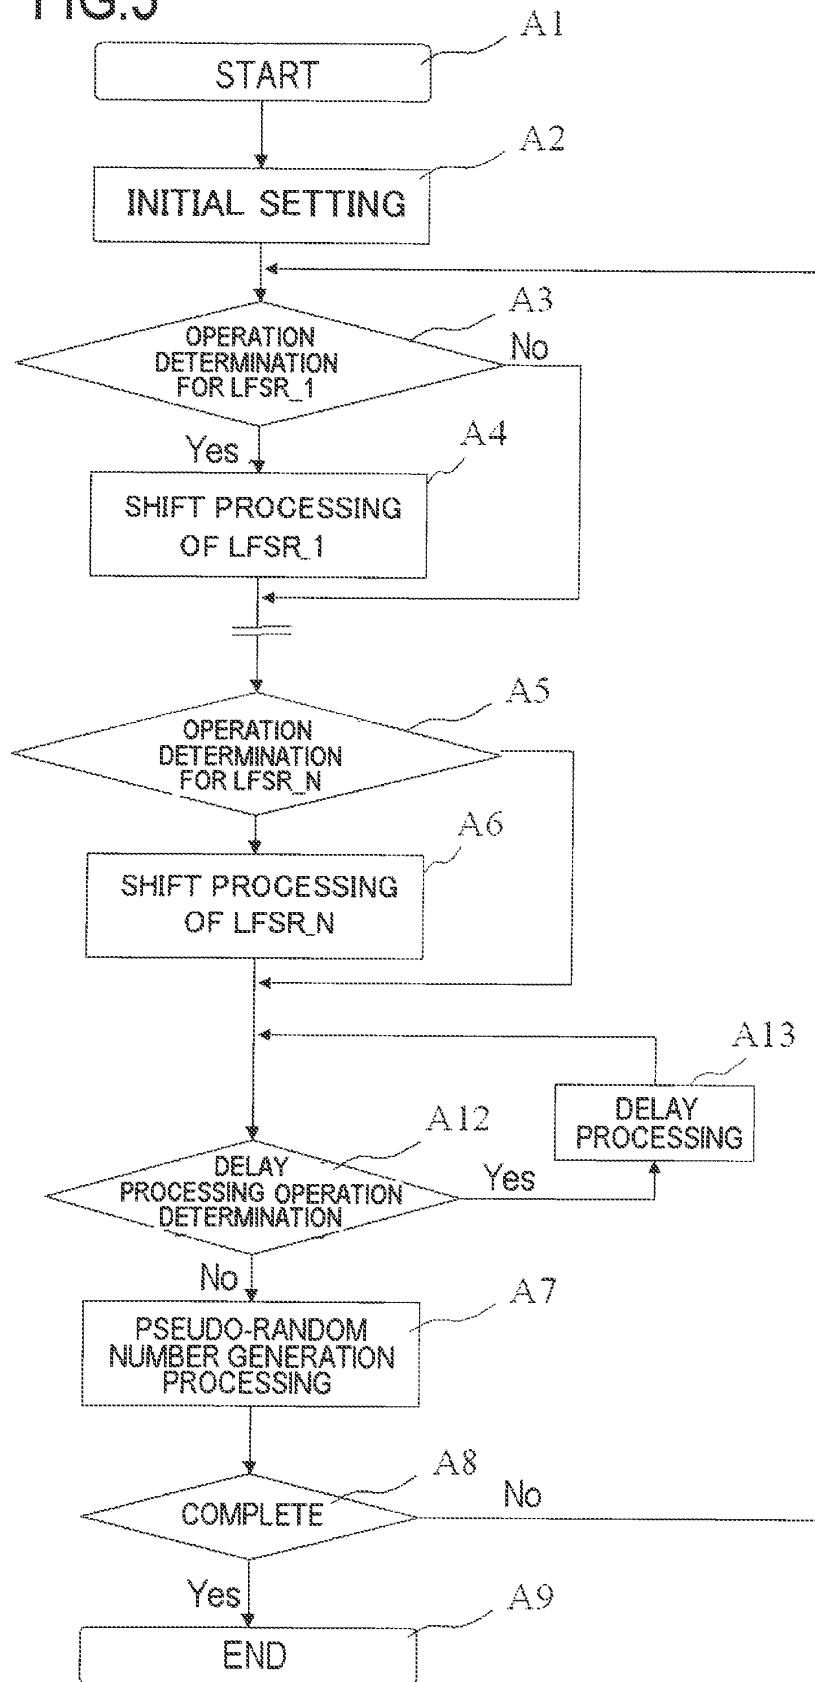 FIG.5
A1
START
A2
INITIAL SETTING
A3
OPERATION
DETERMINATION
FOR LFSR_1
No
Yes
A4
SHIFT PROCESSING
OF LFSR_1
A5
OPERATION
DETERMINATION
FOR LFSR_N
A6
SHIFT PROCESSING
OF LFSR_N
A13
DELAY
PROCESSING
A12
DELAY
PROCESSING OPERATION
DETERMINATION
Yes
No
A7
PSEUDO-RANDOM
NUMBER GENERATION
PROCESSING
A8
COMPLETE
No
Yes
A9
END